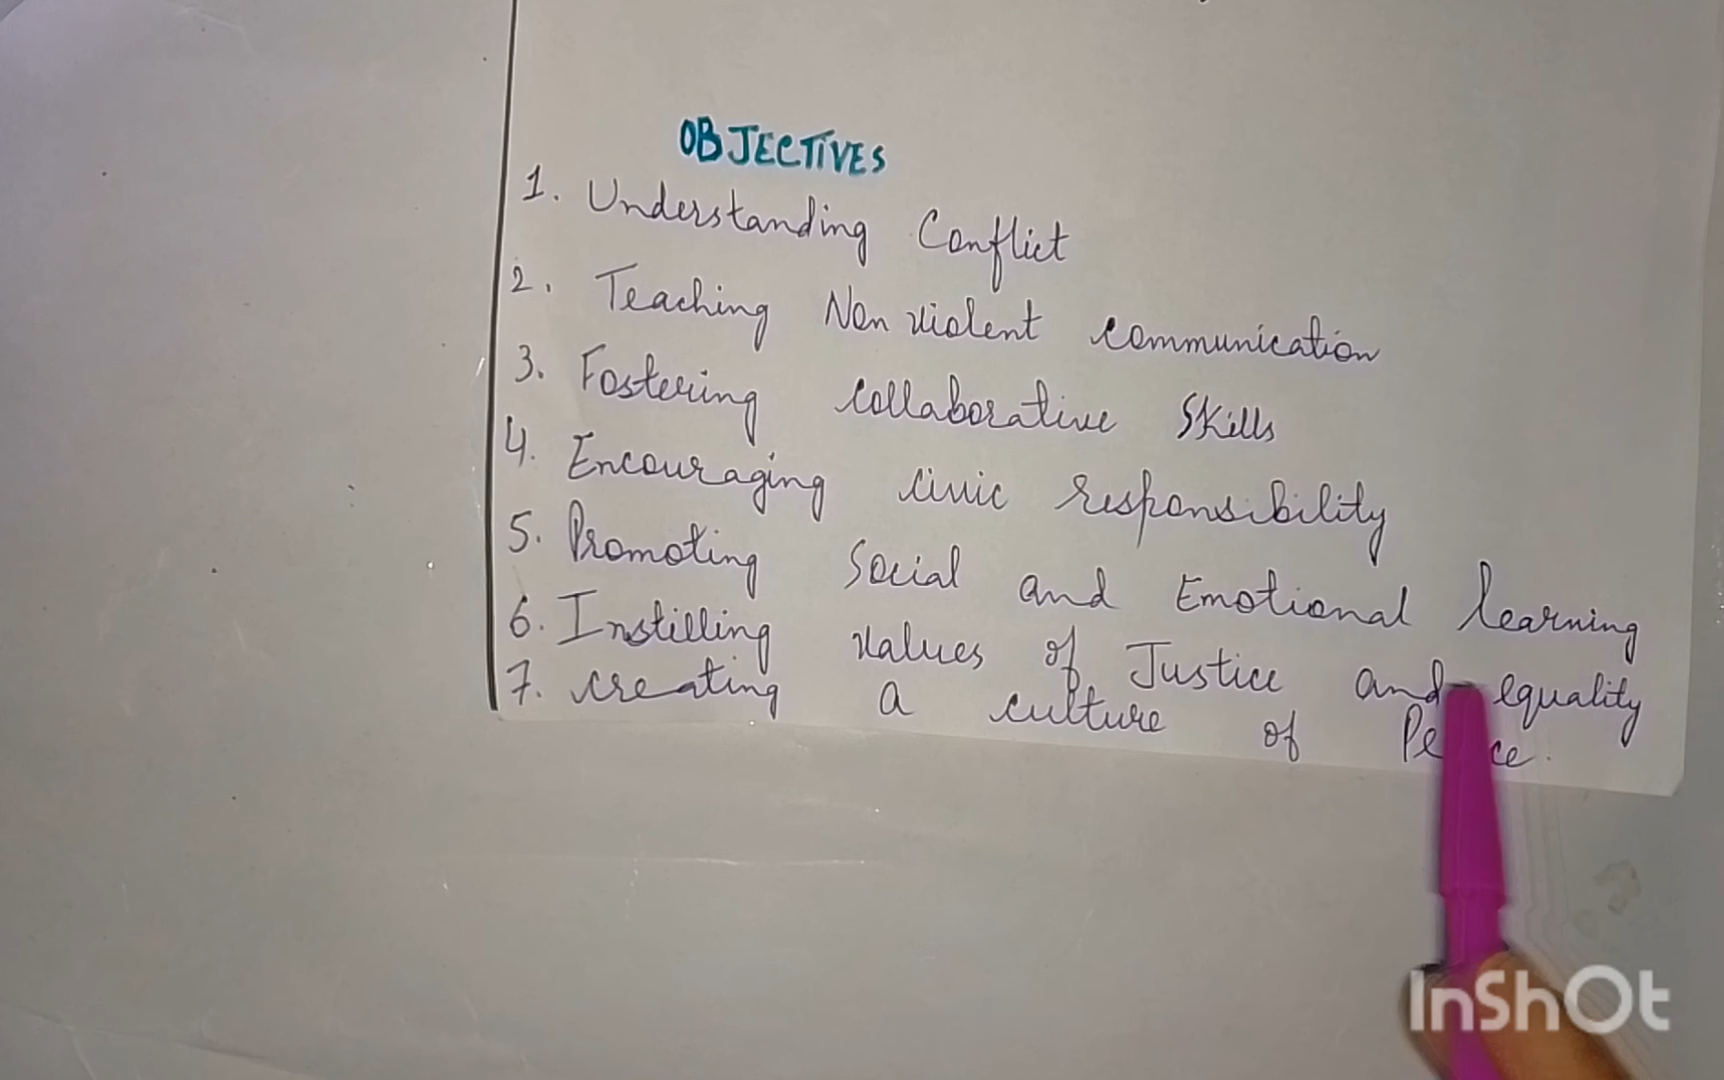 OBJECTIVES
1. Understanding Conflict
2. Teaching Non violent communication
3. Fostering collaborative Skills
4. Encouraging civic responsibility
5. Promoting Social and Emotional learning
6. Instilling values of Justice and equality
7. creating a culture of Peace.
InShOt